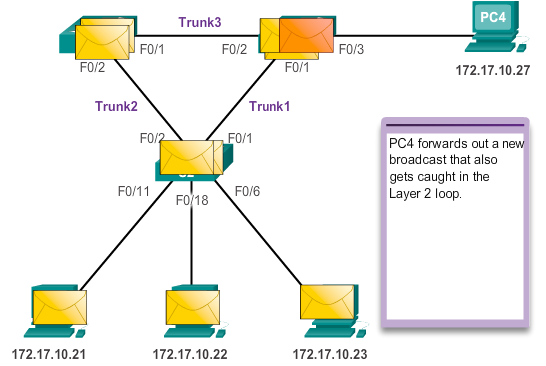 Trunk3
PC4
F0/1
F0/2
F0/3
F0/2
F0/1
172.17.10.27
Trunk2
Trunk1
F0/2
F0/1
PC4 forwards out a new
broadcast that also
gets caught in the
Layer 2 loop.
F0/11
F0/18
F0/6
172.17.10.21
172.17.10.22
172.17.10.23